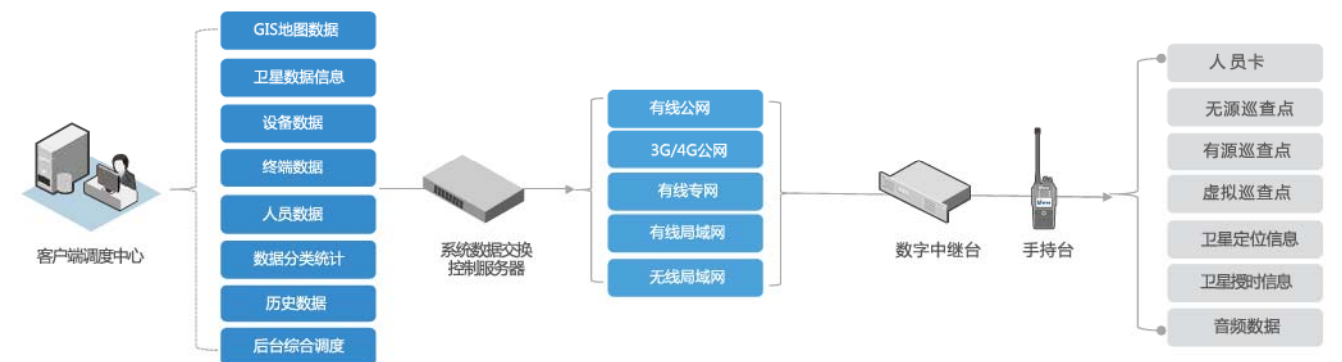 GIS地图数据
卫星数据信息
设备数据
终端数据
人员数据
数据分类统计
历史数据
后台综合调度
客户端调度中心
系统数据交换
控制服务器
有线公网
3G/4G公网
有线专网
有线局域网
无线局域网
数字中继台
手持台
人员卡
无源巡查点
有源巡查点
虚拟巡查点
卫星定位信息
卫星授时信息
音频数据